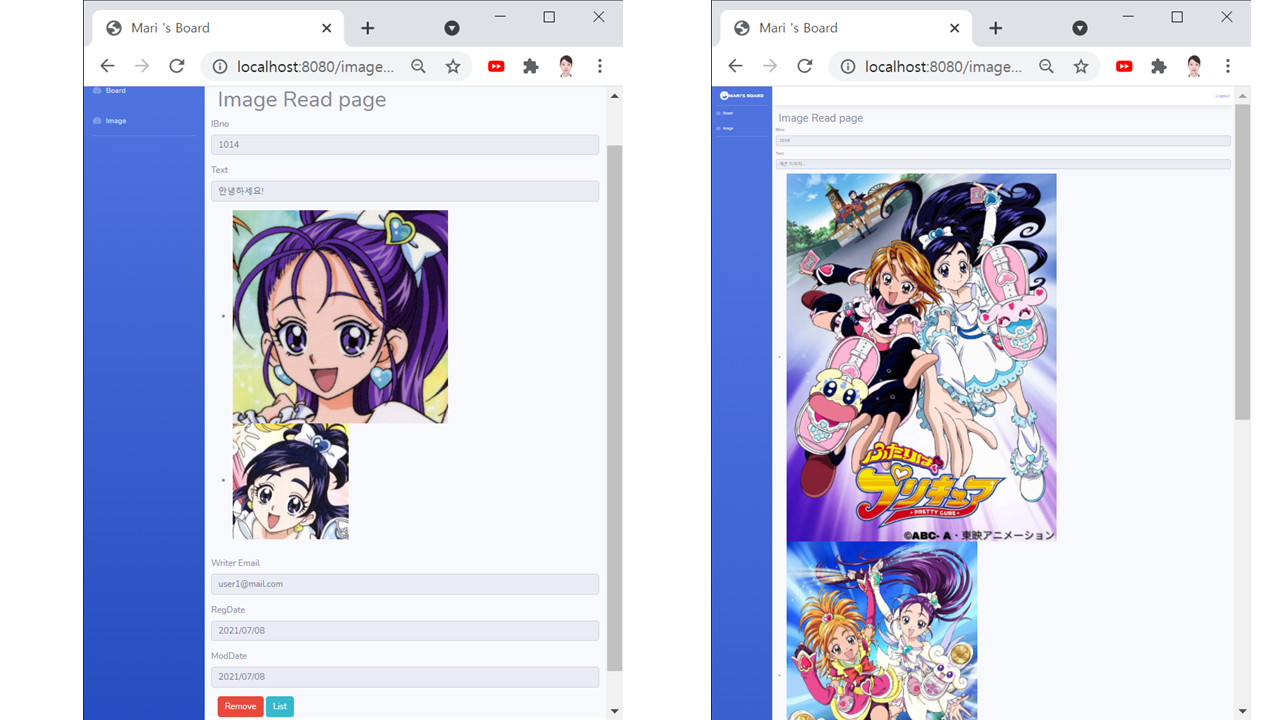 Mari 's Board
localhost:8080/image...
Board
Image
Image Read page
IBno
1014
Text
안녕하세요!
Writer Email
user1@mail.com
RegDate
2021/07/08
ModDate
2021/07/08
Remove List
Mari 's Board
localhost:8080/image...
MARI'S BOARD
Logout
Board
Image
Image Read page
IBno
Text
ふたりは
プリキュア
PRETTY CURE
©ABC- A・東映アニメーション